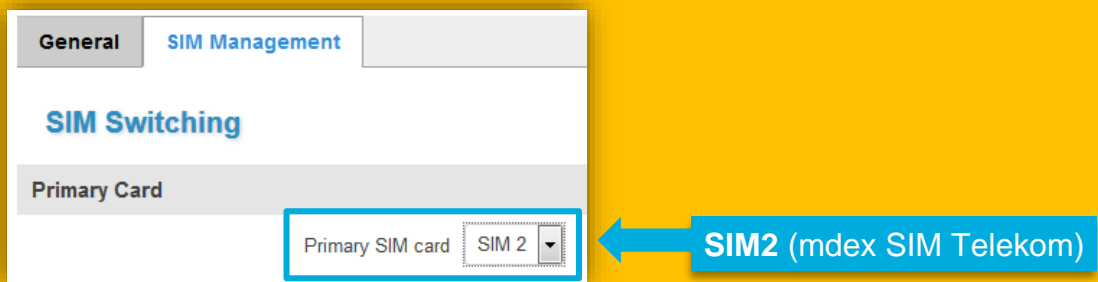 General SIM Management
SIM Switching
Primary Card
Primary SIM card SIM 2
SIM2 (mdex SIM Telekom)